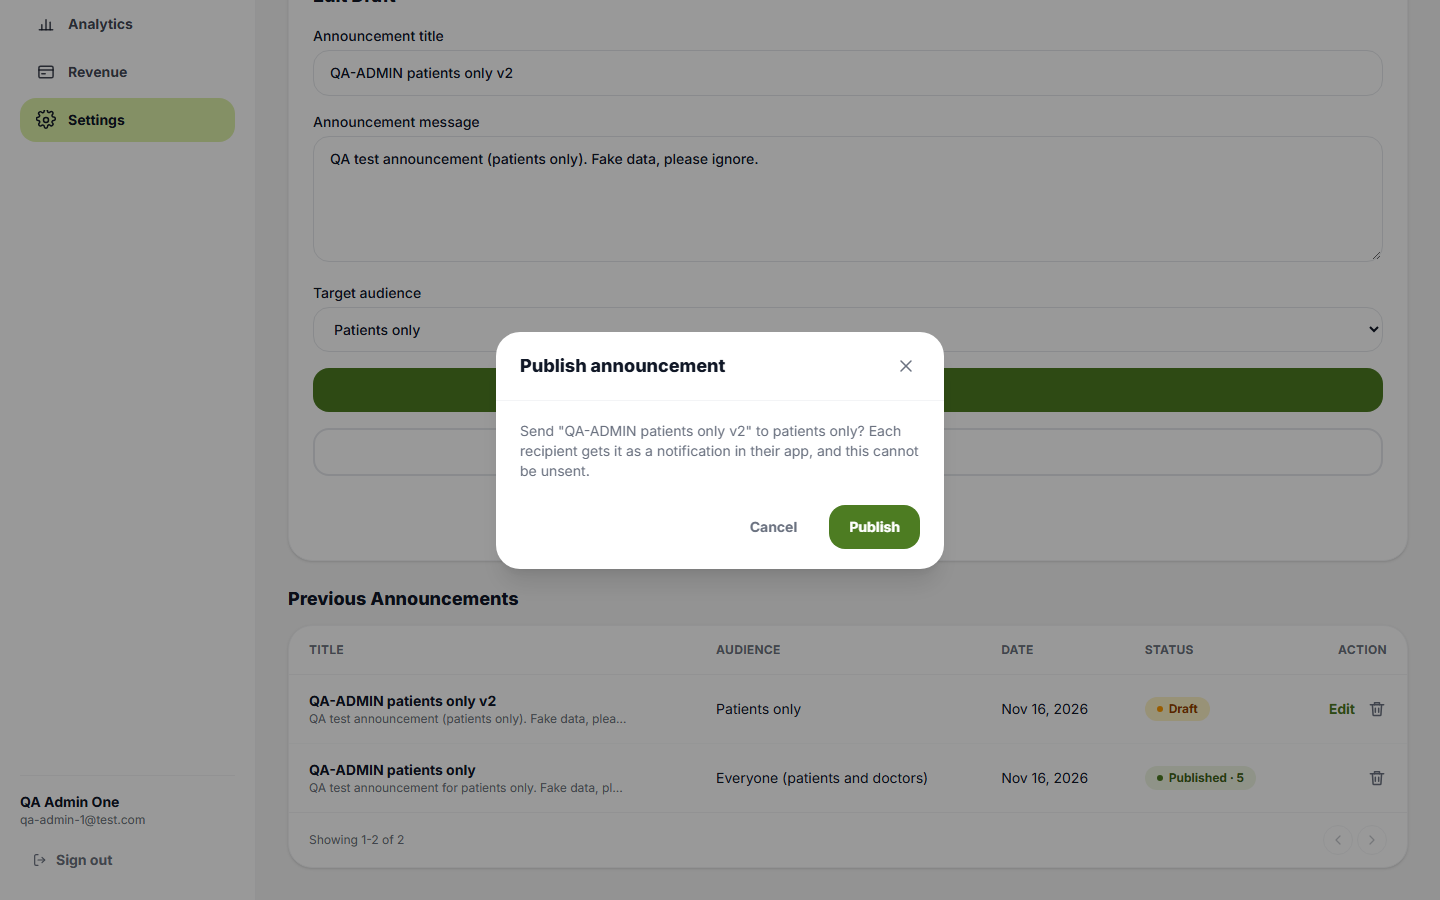 Analytics
Revenue
Settings
Announcement title
QA-ADMIN patients only v2
Announcement message
QA test announcement (patients only). Fake data, please ignore.
Target audience
Patients only
Publish announcement
Send "QA-ADMIN patients only v2" to patients only? Each
recipient gets it as a notification in their app, and this cannot
be unsent.
Cancel
Publish
Previous Announcements
TITLE
AUDIENCE
DATE
STATUS
ACTION
QA-ADMIN patients only v2
QA test announcement (patients only). Fake data, plea...
Patients only
Nov 16, 2026
Draft
Edit
QA-ADMIN patients only
QA test announcement for patients only. Fake data, pl...
Everyone (patients and doctors)
Nov 16, 2026
Published · 5
Showing 1-2 of 2
QA Admin One
qa-admin-1@test.com
Sign out